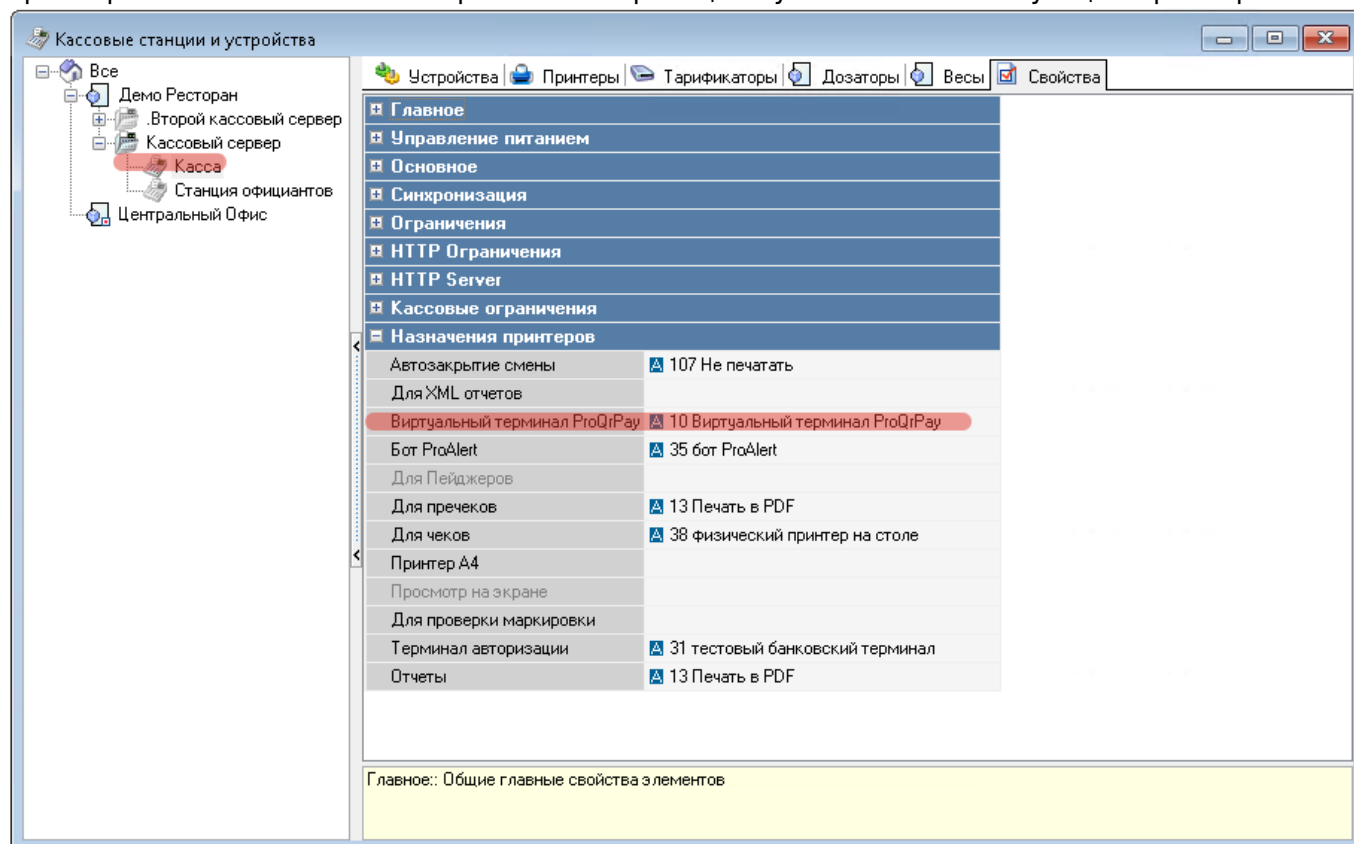 Кассовые станции и устройства
Все
Демо Ресторан
.Второй кассовый сервер
Кассовый сервер
Касса
Станция официантов
Центральный Офис
Устройства Принтеры Тарификаторы Дозаторы Весы Свойства
Главное
Управление питанием
Основное
Синхронизация
Ограничения
HTTP Ограничения
HTTP Server
Кассовые ограничения
Назначения принтеров
Автозакрытие смены A 107 Не печатать
Для XML отчетов
Виртуальный терминал ProQrPay A 10 Виртуальный терминал ProQrPay
Бот ProAlert A 35 бот ProAlert
Для Пейджеров
Для пречеков A 13 Печать в PDF
Для чеков A 38 физический принтер на столе
Принтер A4
Просмотр на экране
Для проверки маркировки
Терминал авторизации A 31 тестовый банковский терминал
Отчеты A 13 Печать в PDF
Главное:: Общие главные свойства элементов